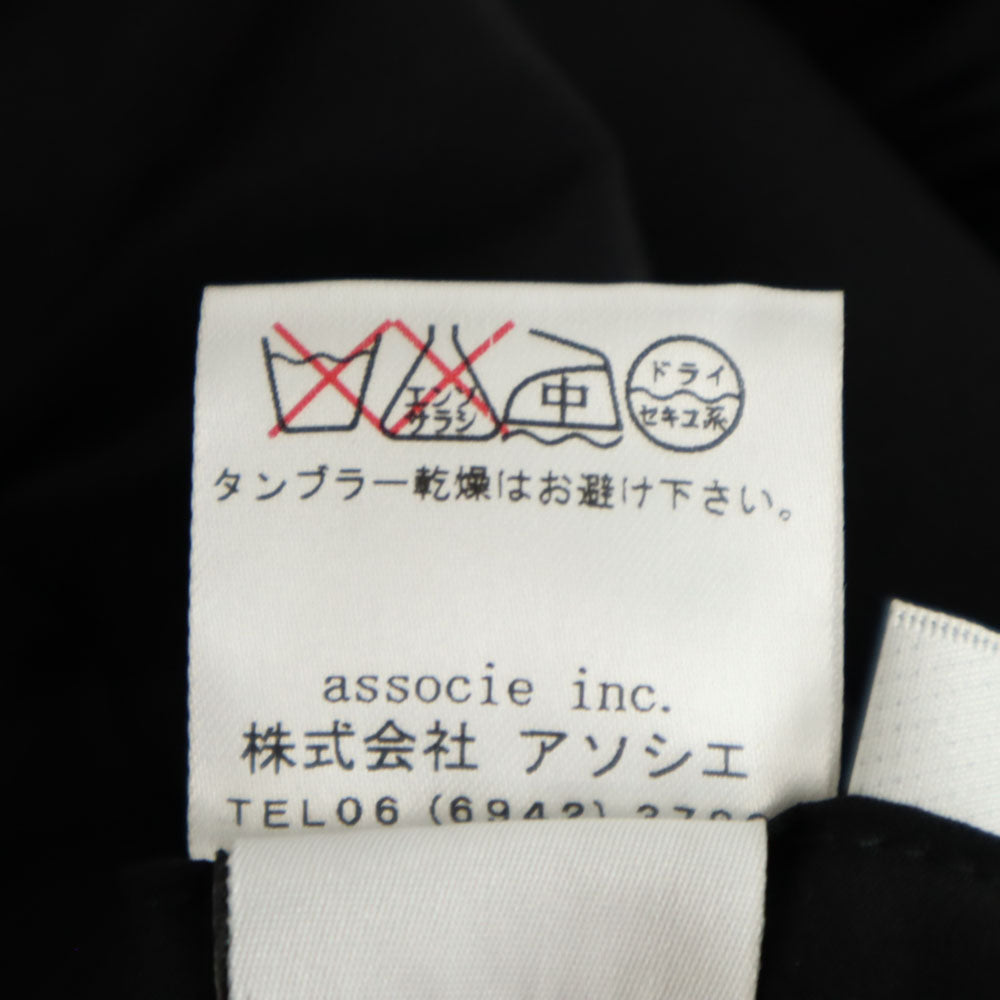 エンソ
サラシ
中
ドライ
セキユ系
タンブラー乾燥はお避け下さい。
associe inc.
株式会社 アソシエ
TEL06 (6942)